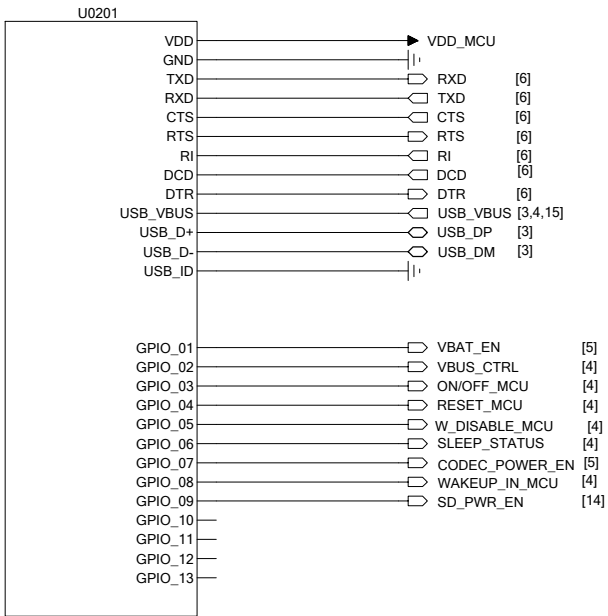 U0201
VDD VDD_MCU
GND
TXD RXD [6]
RXD TXD [6]
CTS CTS [6]
RTS RTS [6]
RI RI [6]
DCD DCD [6]
DTR DTR [6]
USB_VBUS USB_VBUS [3,4,15]
USB_D+ USB_DP [3]
USB_D- USB_DM [3]
USB_ID
GPIO_01 VBAT_EN [5]
GPIO_02 VBUS_CTRL [4]
GPIO_03 ON/OFF_MCU [4]
GPIO_04 RESET_MCU [4]
GPIO_05 W_DISABLE_MCU [4]
GPIO_06 SLEEP_STATUS [4]
GPIO_07 CODEC_POWER_EN [5]
GPIO_08 WAKEUP_IN_MCU [4]
GPIO_09 SD_PWR_EN [14]
GPIO_10
GPIO_11
GPIO_12
GPIO_13